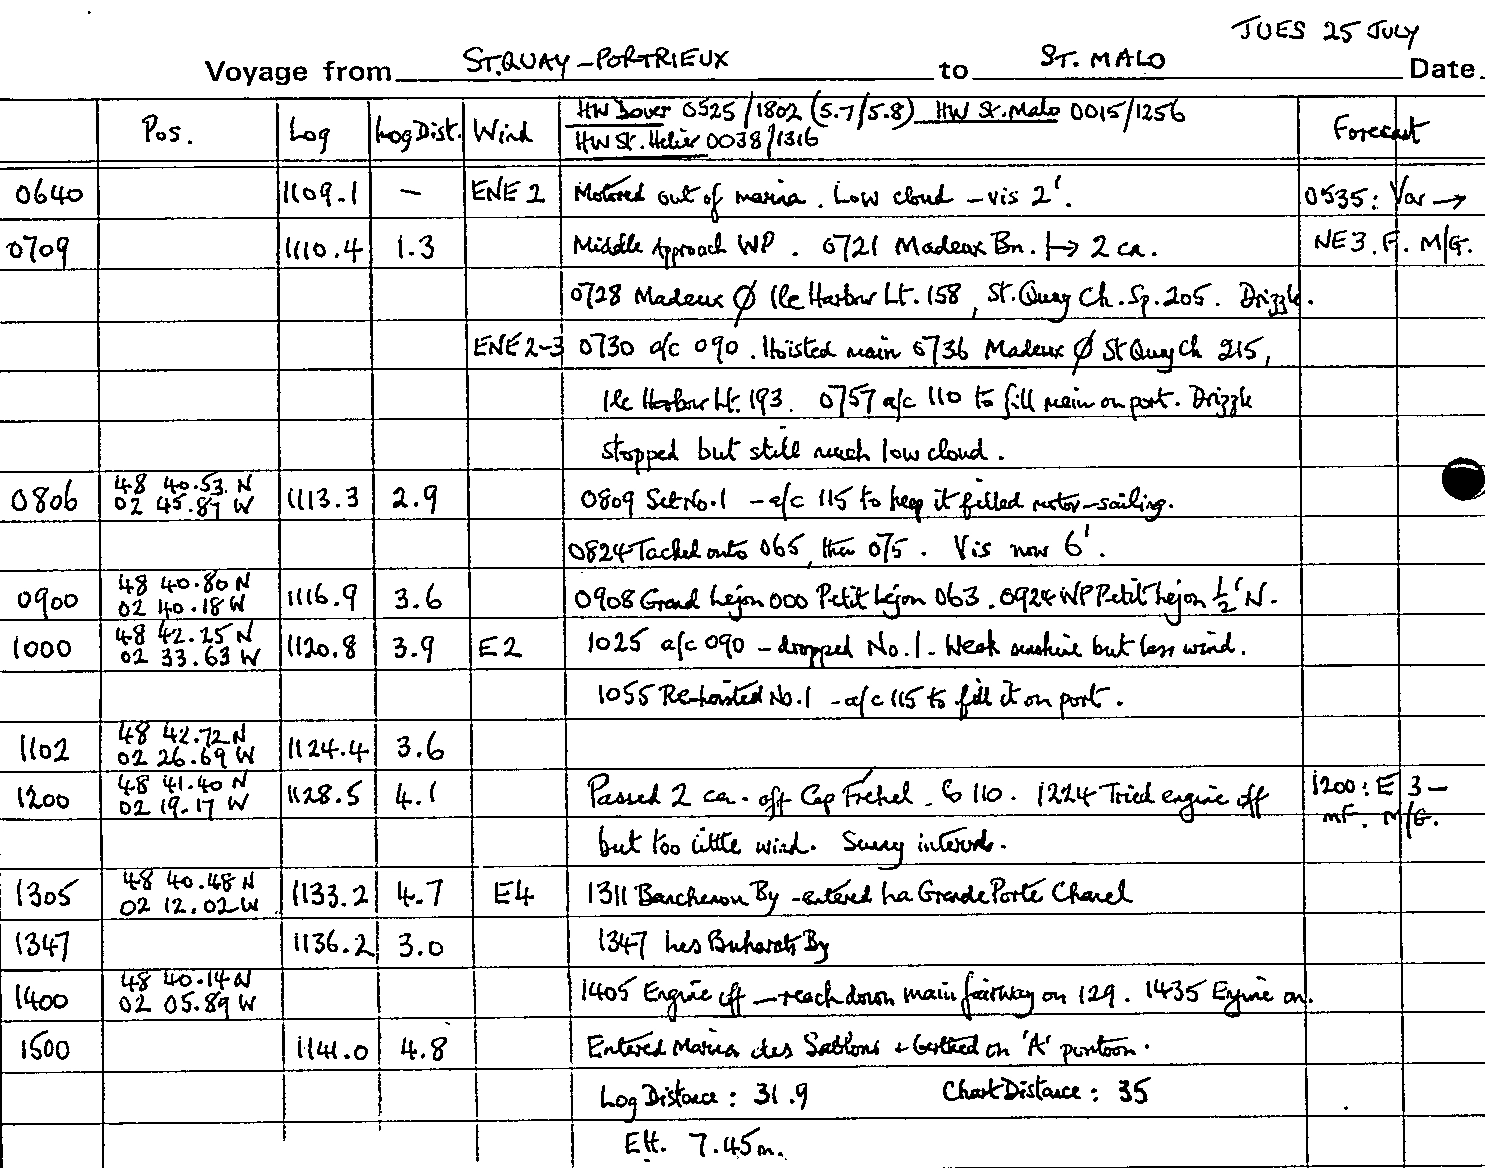 JUES 25 JULY
Voyage from ST. QUAY - PORTRIEUX to ST. MALO Date
Pos. Log Log Dist. Wind HW Dover 0525/1802 (5.7/5.8) HW St. Malo 0015/1256 Forecast
HW St. Helier 0038/1316
0640 1109.1 – ENE 2 Motored out of marina. Low cloud – vis 2'. 0535: Var →
0709 1110.4 1.3 Middle Approach WP. 0721 Madeux Bn. ↦ 2 ca. NE3. F. M/G.
0728 Madeux Ø Ile Harbour Lt. 158, St. Quay Ch. Sp. 205. Drizzle.
ENE 2-3 0730 a/c 090. Hoisted main 0736 Madeux Ø St Quay Ch 215,
Ile Harbour Lt. 193. 0757 a/c 110 to fill main on port. Drizzle
stopped but still much low cloud.
48 40.53 N
0806 02 45.87 W 1113.3 2.9 0809 Set No.1 – a/c 115 to keep it filled motor-sailing.
0824 Tacked onto 065, then 075. Vis now 6'.
48 40.80 N
0900 02 40.18 W 1116.9 3.6 0908 Grand Lejon 000 Petit Lejon 063. 0924 WP Petit Lejon ½' N.
48 42.25 N
1000 02 33.63 W 1120.8 3.9 E2 1025 a/c 090 – dropped No.1. Weak sunshine but less wind.
1055 Re-hoisted No.1 – a/c 115 to fill it on port.
48 42.72 N
1102 02 26.69 W 1124.4 3.6
48 41.40 N
1200 02 19.17 W 1128.5 4.1 Passed 2 ca. off Cap Fréhel. Co 110. 1224 Tried engine off 1200: E 3 –
but too little wind. Sunny intervals. mF. M/G.
48 40.48 N
1305 02 12.02 W 1133.2 4.7 E4 1311 Bancheron By – entered La Grande Porte Chanel
1347 1136.2 3.0 1347 Les Buharats By
48 40.14 N
1400 02 05.89 W 1405 Engine off – reach down main fairway on 129. 1435 Engine on.
1500 1141.0 4.8 Entered Marina des Sablons + berthed on 'A' pontoon.
Log Distance: 31.9 Chart Distance: 35
EH. 7.45m.